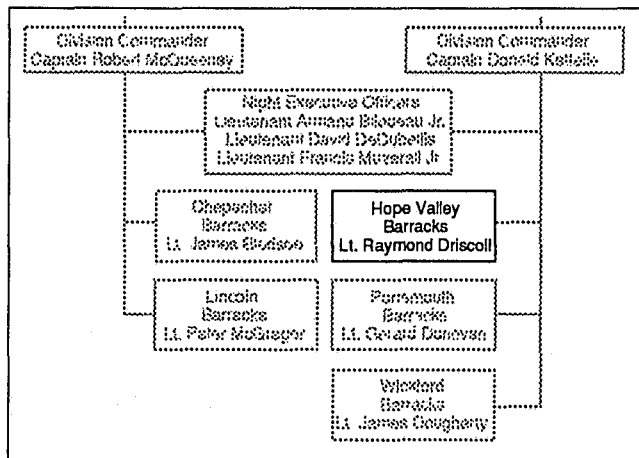 Division Commander
Captain Robert McQueeney
Division Commander
Captain Donald Kettelle
Night Executive Officers
Lieutenant Armand Bilodeau Jr.
Lieutenant David DeCubellis
Lieutenant Francis Jr
Chepachet
Barracks
Lt. James
Hope Valley
Barracks
Lt. Raymond Driscoll
Lincoln
Barracks
Lt. Peter McGregor
Portsmouth
Barracks
Lt. Gerard Donovan
Wickford
Barracks
Lt. James Dougherty